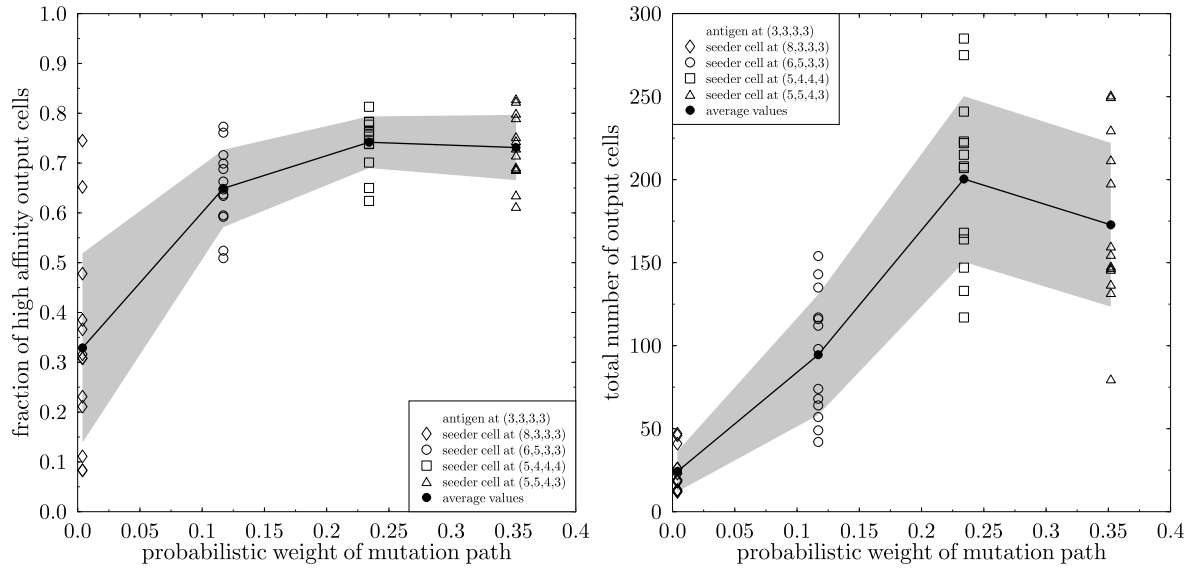 1.0
0.9
0.8
0.7
0.6
0.5
0.4
0.3
0.2
0.1
0.0
fraction of high affinity output cells
antigen at (3,3,3,3)
seeder cell at (8,3,3,3)
seeder cell at (6,5,3,3)
seeder cell at (5,4,4,4)
seeder cell at (5,5,4,3)
average values
0.0 0.05 0.1 0.15 0.2 0.25 0.3 0.35 0.4
probabilistic weight of mutation path
300
250
200
150
100
50
0
total number of output cells
antigen at (3,3,3,3)
seeder cell at (8,3,3,3)
seeder cell at (6,5,3,3)
seeder cell at (5,4,4,4)
seeder cell at (5,5,4,3)
average values
0.0 0.05 0.1 0.15 0.2 0.25 0.3 0.35 0.4
probabilistic weight of mutation path